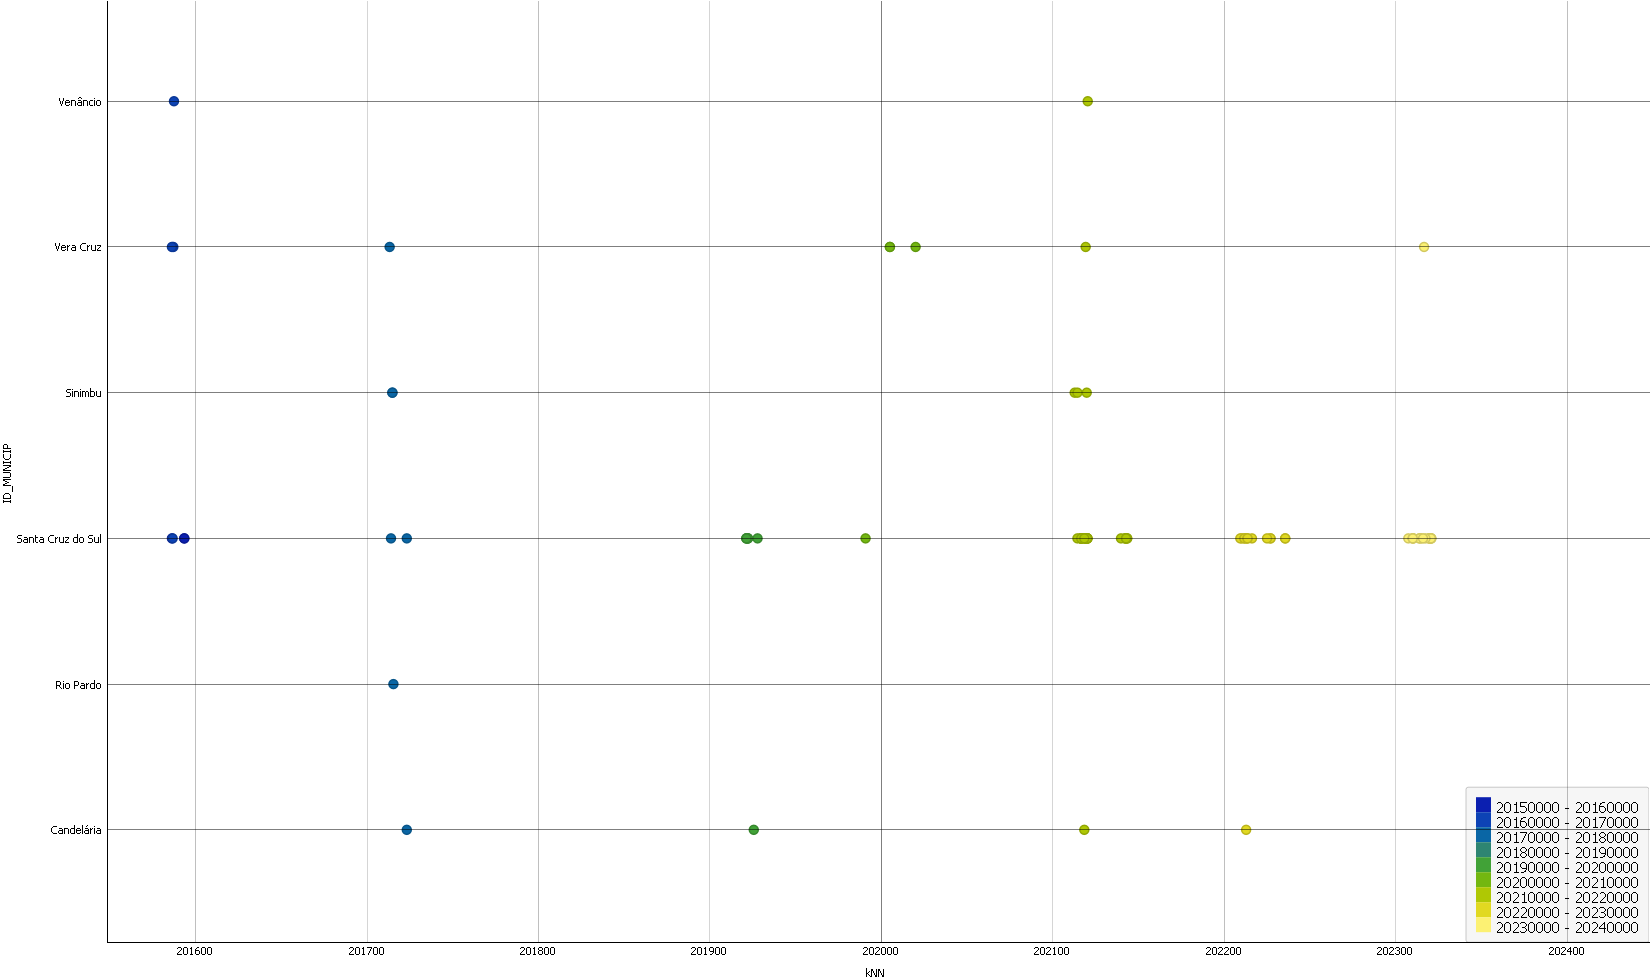 Venâncio
Vera Cruz
Sinimbu
ID_MUNICIP
Santa Cruz do Sul
Rio Pardo
Candelária
20150000 - 20160000
20160000 - 20170000
20170000 - 20180000
20180000 - 20190000
20190000 - 20200000
20200000 - 20210000
20210000 - 20220000
20220000 - 20230000
20230000 - 20240000
201600 201700 201800 201900 202000 202100 202200 202300 202400
kNN